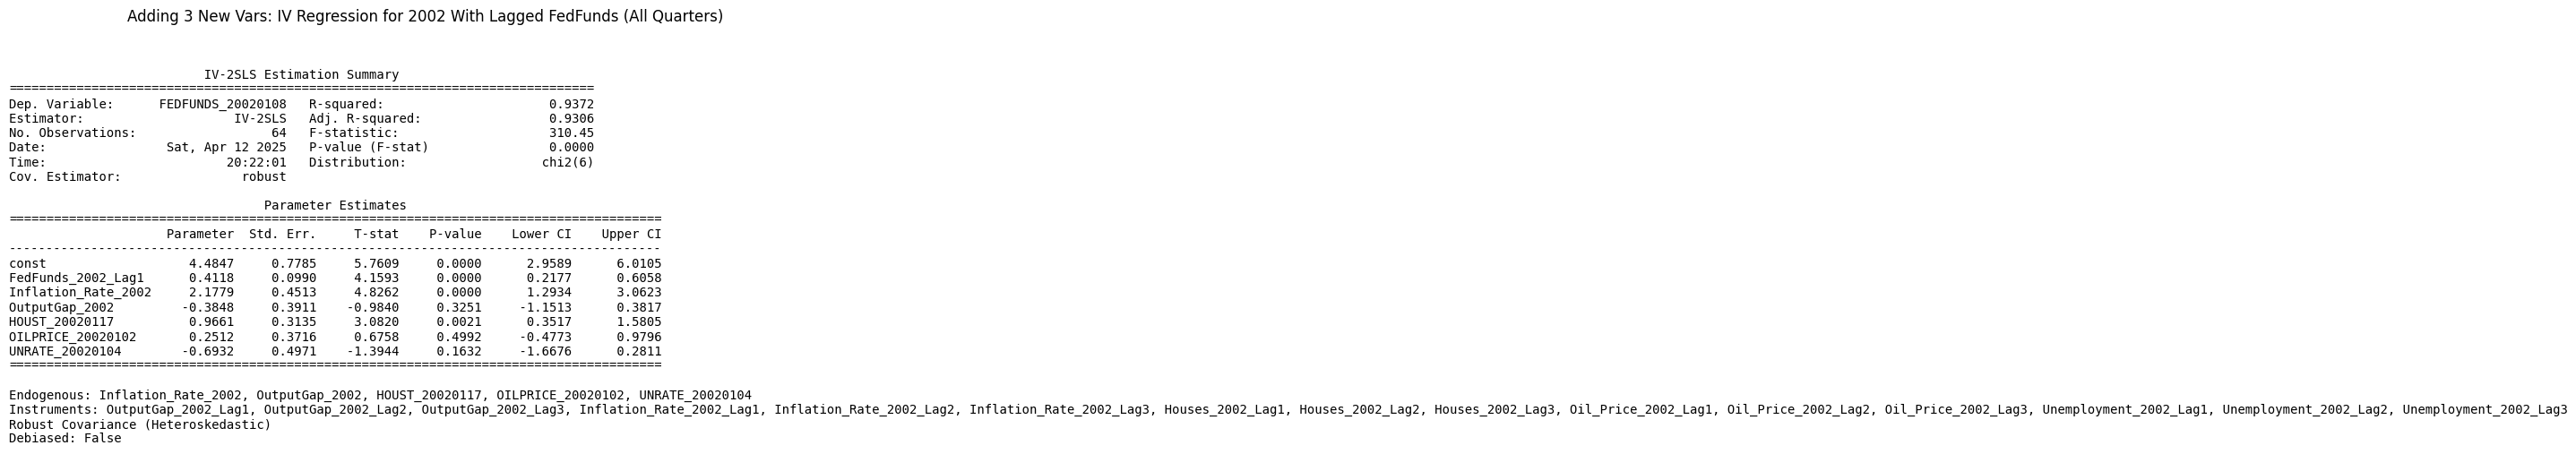 Adding 3 New Vars: IV Regression for 2002 With Lagged FedFunds (All Quarters)
IV-2SLS Estimation Summary
==============================================================================
Dep. Variable:      FEDFUNDS_20020108   R-squared:                      0.9372
Estimator:                    IV-2SLS   Adj. R-squared:                 0.9306
No. Observations:                  64   F-statistic:                    310.45
Date:                Sat, Apr 12 2025   P-value (F-stat)                0.0000
Time:                        20:22:01   Distribution:                  chi2(6)
Cov. Estimator:                robust
Parameter Estimates
=======================================================================================
                     Parameter  Std. Err.     T-stat    P-value    Lower CI    Upper CI
---------------------------------------------------------------------------------------
const                   4.4847     0.7785     5.7609     0.0000      2.9589      6.0105
FedFunds_2002_Lag1      0.4118     0.0990     4.1593     0.0000      0.2177      0.6058
Inflation_Rate_2002     2.1779     0.4513     4.8262     0.0000      1.2934      3.0623
OutputGap_2002         -0.3848     0.3911    -0.9840     0.3251     -1.1513      0.3817
HOUST_20020117          0.9661     0.3135     3.0820     0.0021      0.3517      1.5805
OILPRICE_20020102       0.2512     0.3716     0.6758     0.4992     -0.4773      0.9796
UNRATE_20020104        -0.6932     0.4971    -1.3944     0.1632     -1.6676      0.2811
=======================================================================================
Endogenous: Inflation_Rate_2002, OutputGap_2002, HOUST_20020117, OILPRICE_20020102, UNRATE_20020104
Instruments: OutputGap_2002_Lag1, OutputGap_2002_Lag2, OutputGap_2002_Lag3, Inflation_Rate_2002_Lag1, Inflation_Rate_2002_Lag2, Inflation_Rate_2002_Lag3, Houses_2002_Lag1, Houses_2002_Lag2, Houses_2002_Lag3, Oil_Price_2002_Lag1, Oil_Price_2002_Lag2, Oil_Price_2002_Lag3, Unemployment_2002_Lag1, Unemployment_2002_Lag2, Unemployment_2002_Lag3
Robust Covariance (Heteroskedastic)
Debiased: False